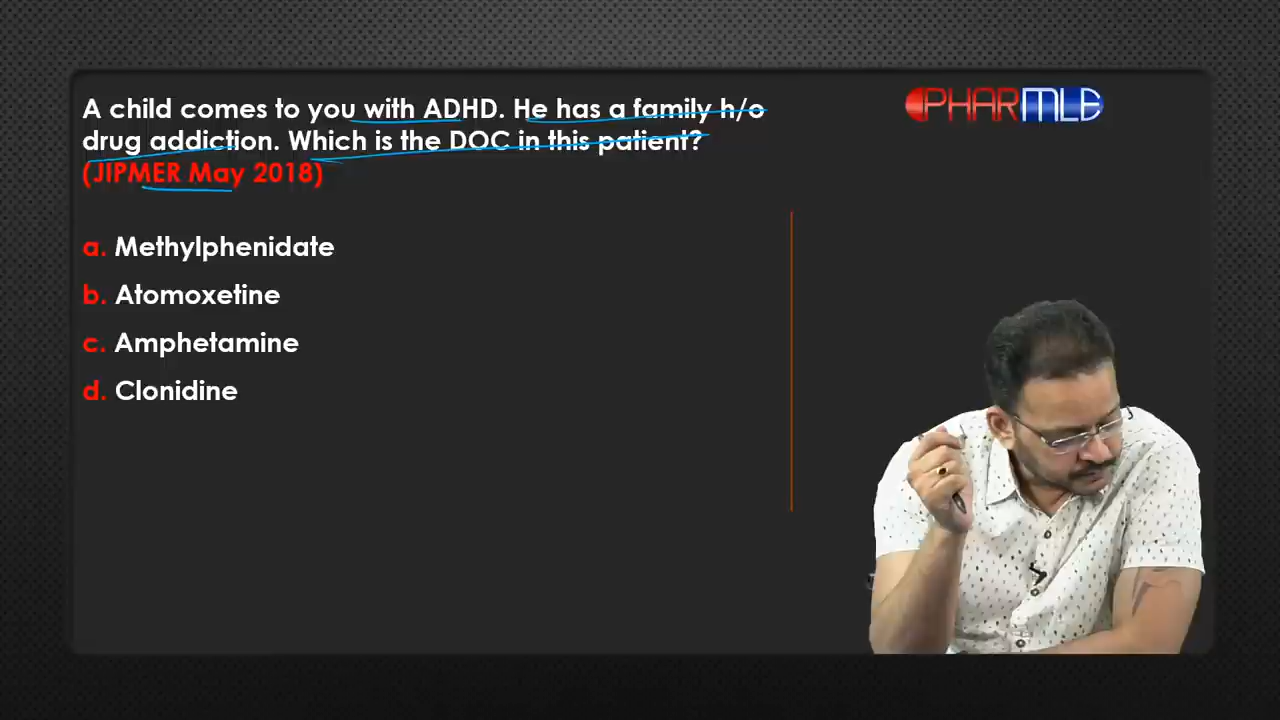 A child comes to you with ADHD. He has a family h/o
drug addiction. Which is the DOC in this patient?
(JIPMER May 2018)
a. Methylphenidate
b. Atomoxetine
c. Amphetamine
d. Clonidine
PHARMLE